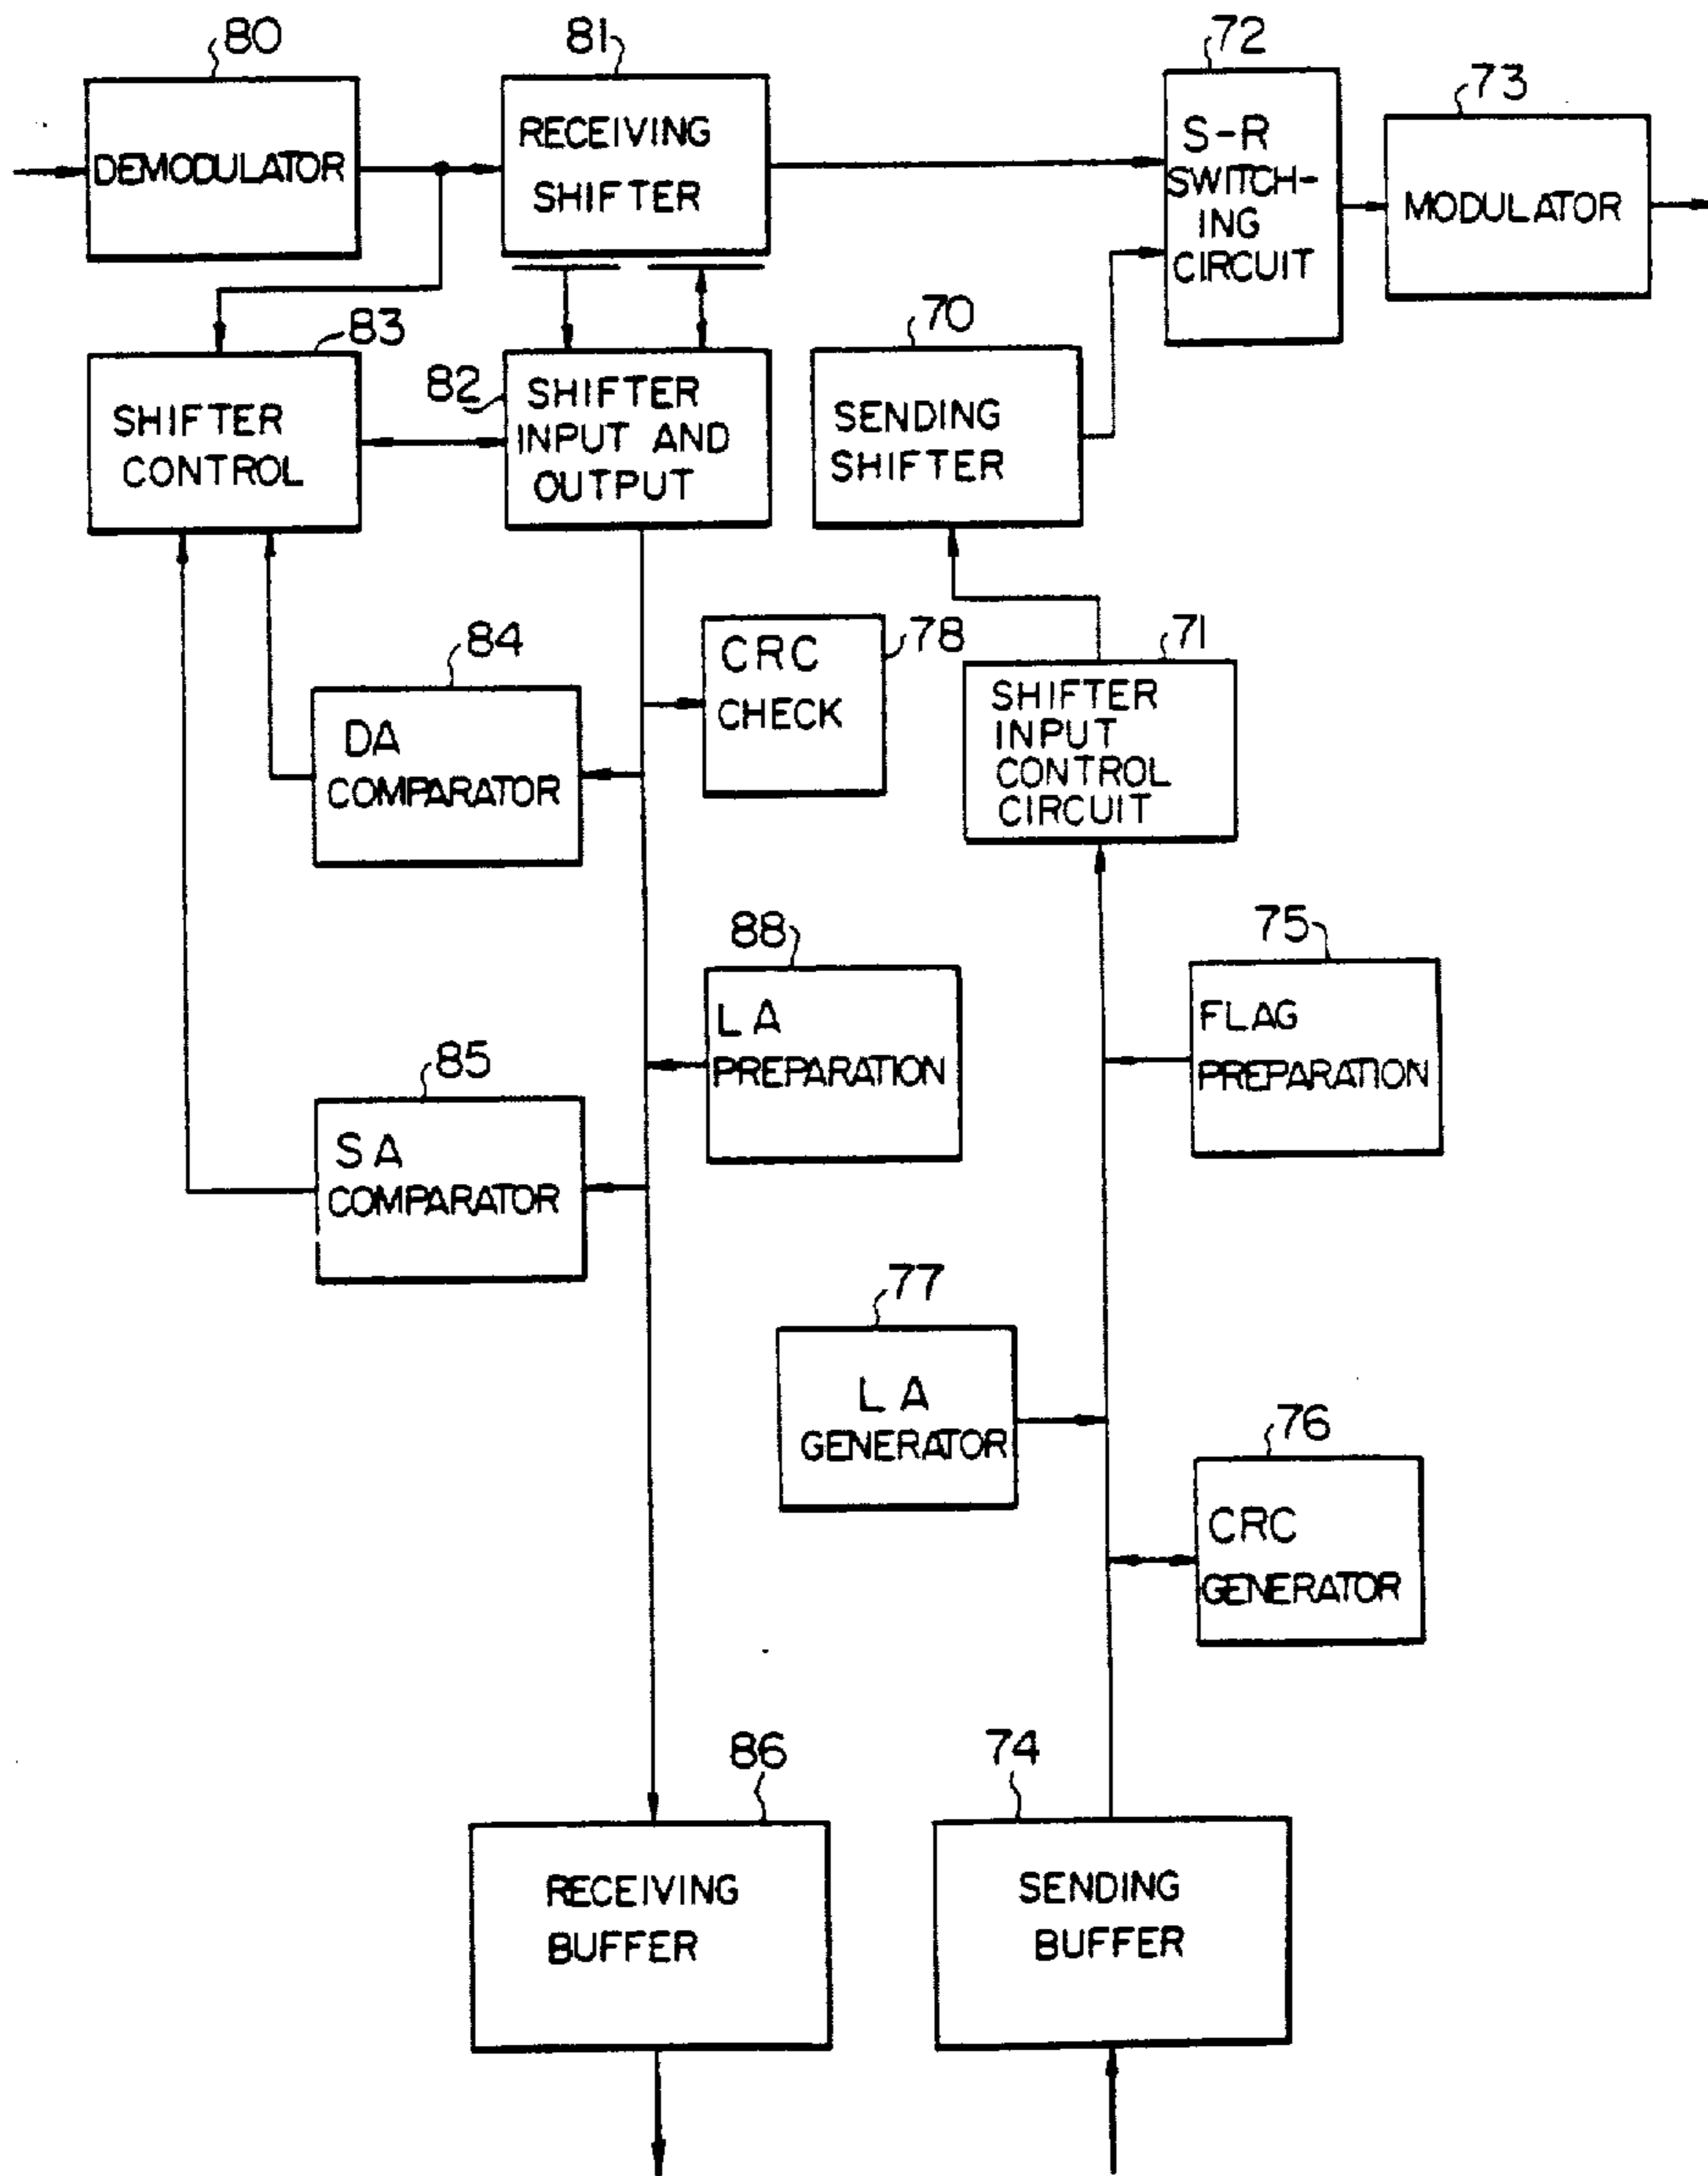 80
DEMODULATOR
81
RECEIVING
SHIFTER
72
S-R
SWITCH-
ING
CIRCUIT
73
MODULATOR
83
SHIFTER
CONTROL
82
SHIFTER
INPUT AND
OUTPUT
70
SENDING
SHIFTER
84
DA
COMPARATOR
78
CRC
CHECK
71
SHIFTER
INPUT
CONTROL
CIRCUIT
88
LA
PREPARATION
75
FLAG
PREPARATION
85
SA
COMPARATOR
77
LA
GENERATOR
76
CRC
GENERATOR
86
RECEIVING
BUFFER
74
SENDING
BUFFER